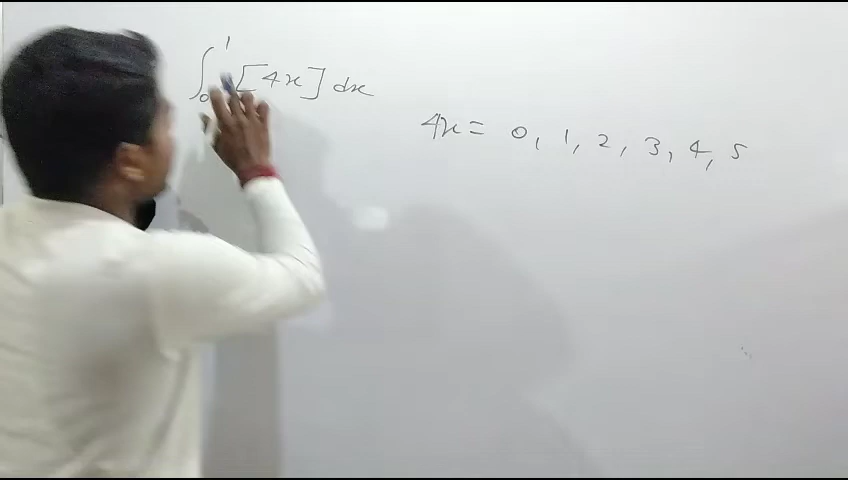 ∫₀¹ [4x] dx
4x = 0, 1, 2, 3, 4, 5